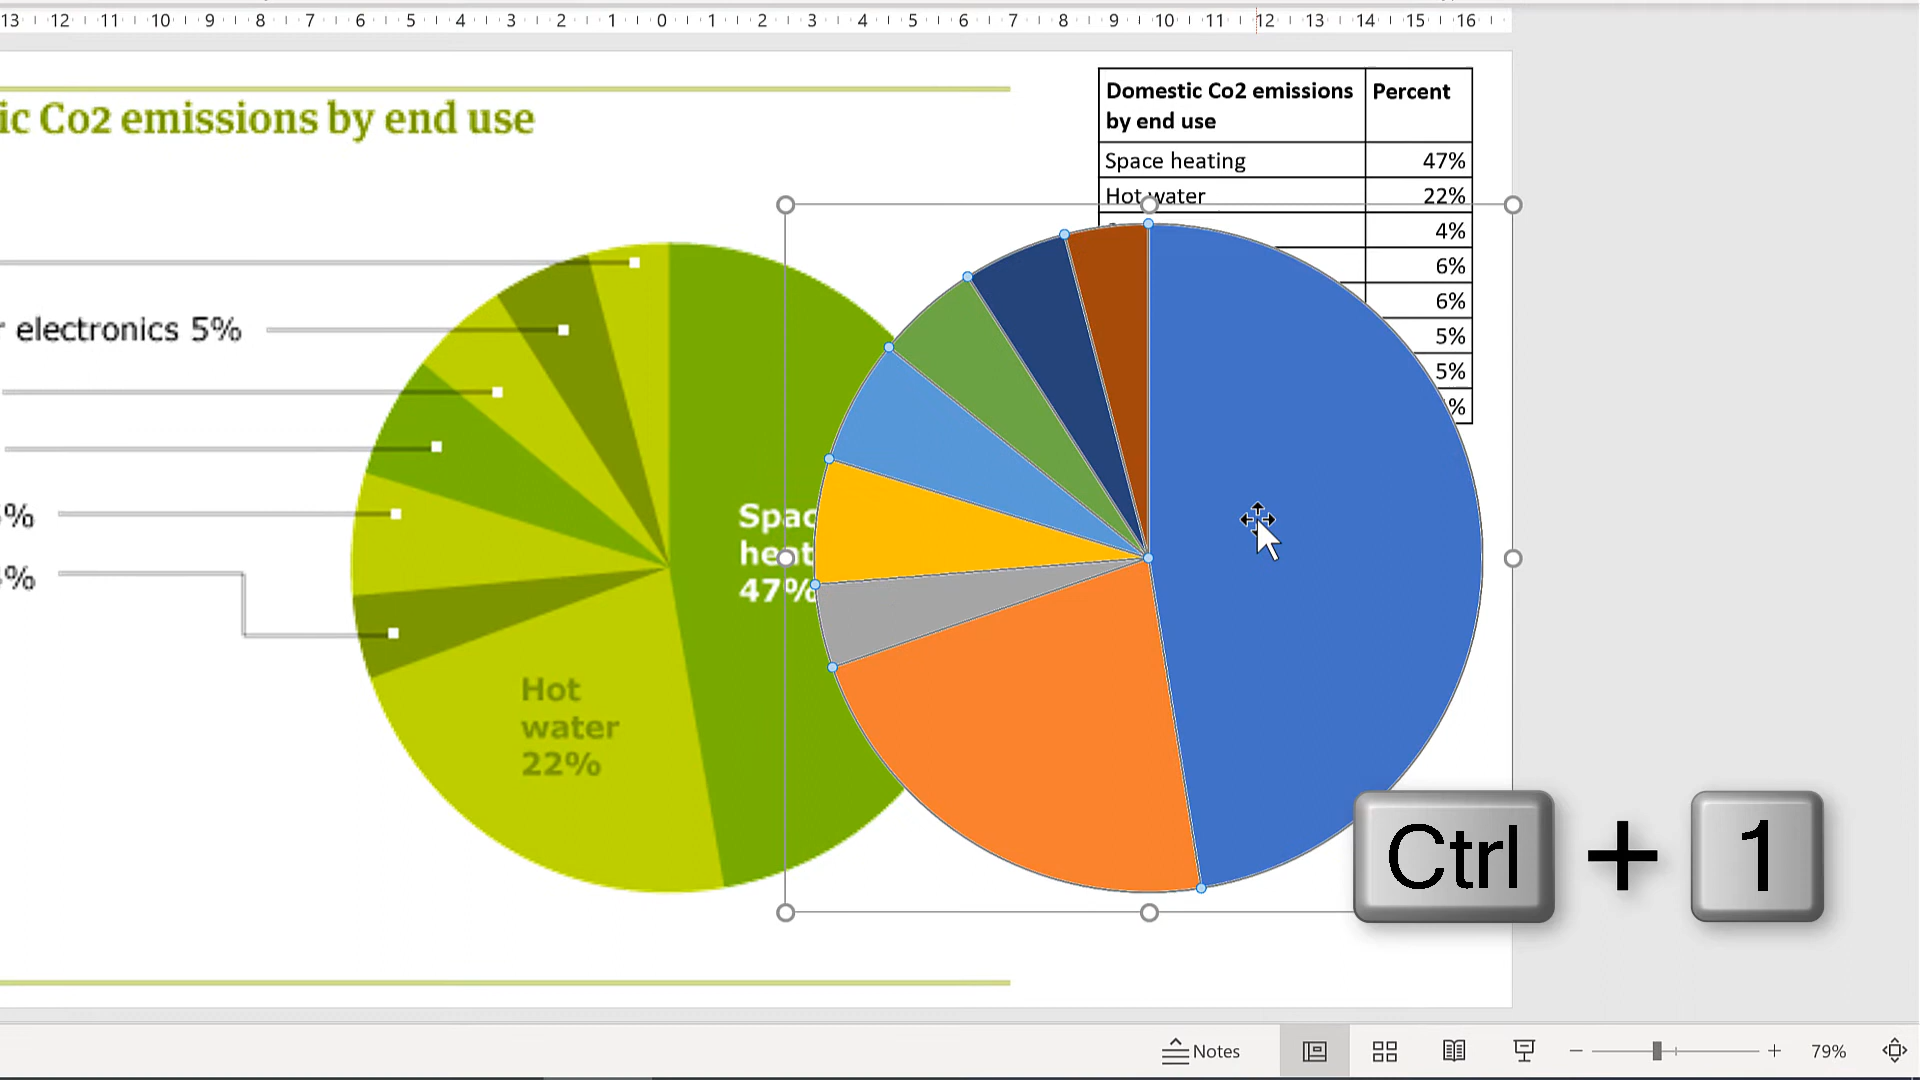 13 12 11 10 9 8 7 6 5 4 3 2 1 0 1 2 3 4 5 6 7 8 9 10 11 12 13 14 15 16
ic Co2 emissions by end use
Domestic Co2 emissions by end use Percent
Space heating 47%
Hot water 22%
4%
6%
6%
5%
5%
%
r electronics 5%
%
%
Spac
heat
47%
Hot
water
22%
Ctrl + 1
Notes
79%